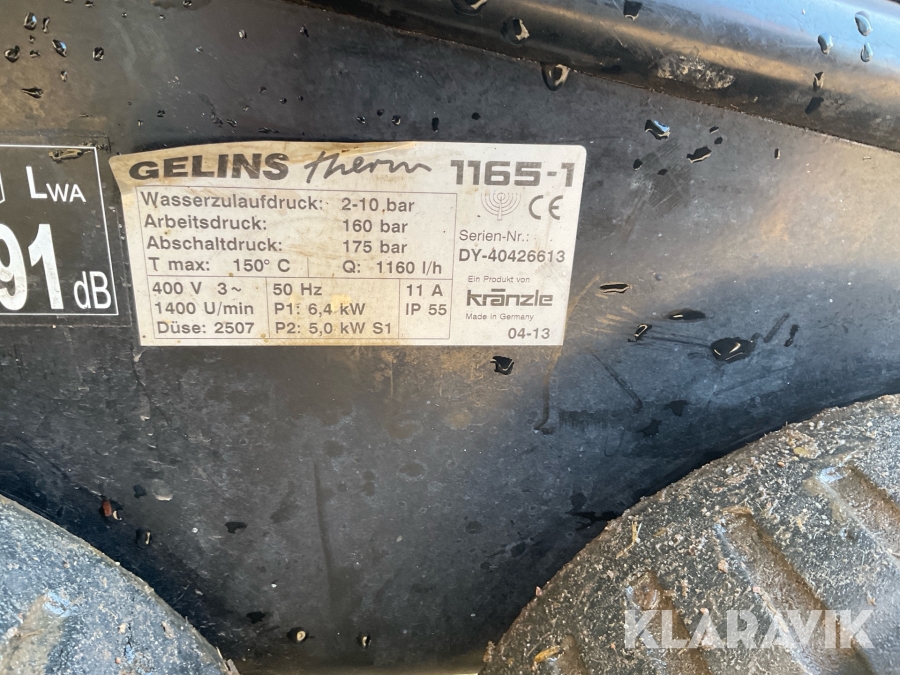 LWA
91 dB
GELINS therm 1165-1
Wasserzulaufdruck: 2-10,bar
Arbeitsdruck: 160 bar
Abschaltdruck: 175 bar
T max: 150° C Q: 1160 l/h
400 V 3~ 50 Hz 11 A
1400 U/min P1: 6,4 kW IP 55
Düse: 2507 P2: 5,0 kW S1
CE
Serien-Nr.:
DY-40426613
Ein Produkt von
Kränzle
Made in Germany
04-13
KLARAVIK